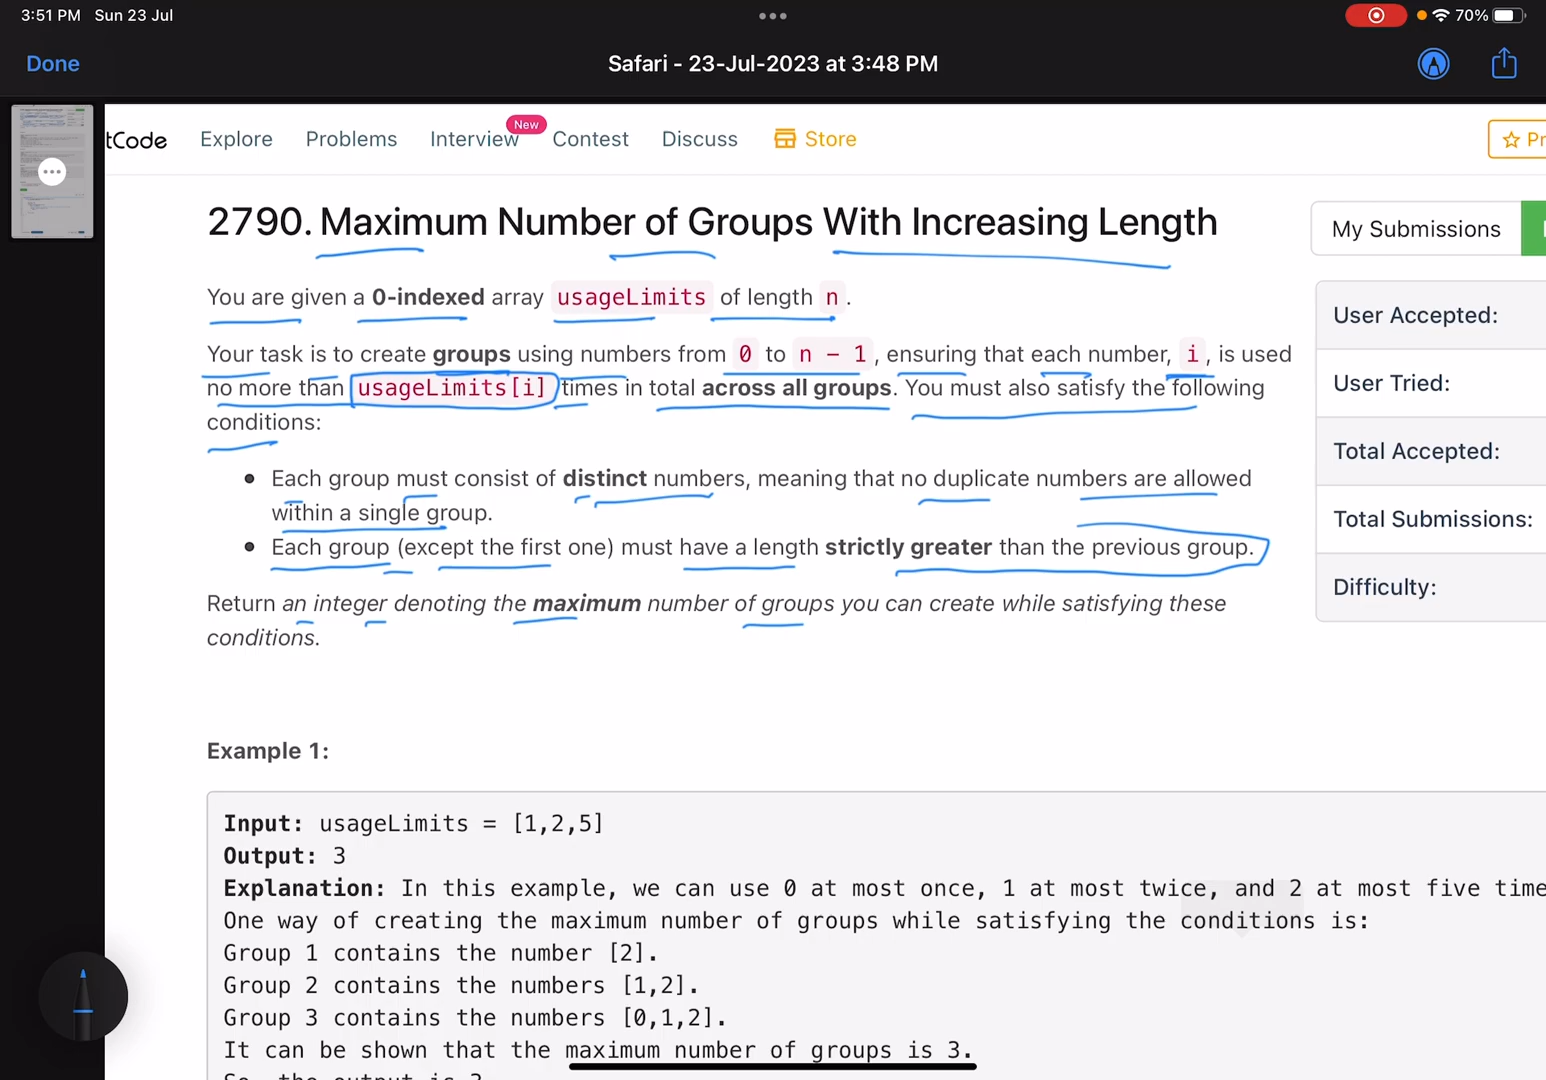 3:51 PM Sun 23 Jul
70%
Done
Safari - 23-Jul-2023 at 3:48 PM
tCode Explore Problems Interview New Contest Discuss Store
Pr
2790. Maximum Number of Groups With Increasing Length
My Submissions
You are given a 0-indexed array usageLimits of length n.
Your task is to create groups using numbers from 0 to n - 1, ensuring that each number, i, is used
no more than usageLimits[i] times in total across all groups. You must also satisfy the following
conditions:
• Each group must consist of distinct numbers, meaning that no duplicate numbers are allowed
within a single group.
• Each group (except the first one) must have a length strictly greater than the previous group.
Return an integer denoting the maximum number of groups you can create while satisfying these
conditions.
User Accepted:
User Tried:
Total Accepted:
Total Submissions:
Difficulty:
Example 1:
Input: usageLimits = [1,2,5]
Output: 3
Explanation: In this example, we can use 0 at most once, 1 at most twice, and 2 at most five time
One way of creating the maximum number of groups while satisfying the conditions is:
Group 1 contains the number [2].
Group 2 contains the numbers [1,2].
Group 3 contains the numbers [0,1,2].
It can be shown that the maximum number of groups is 3.
So, the output is 3